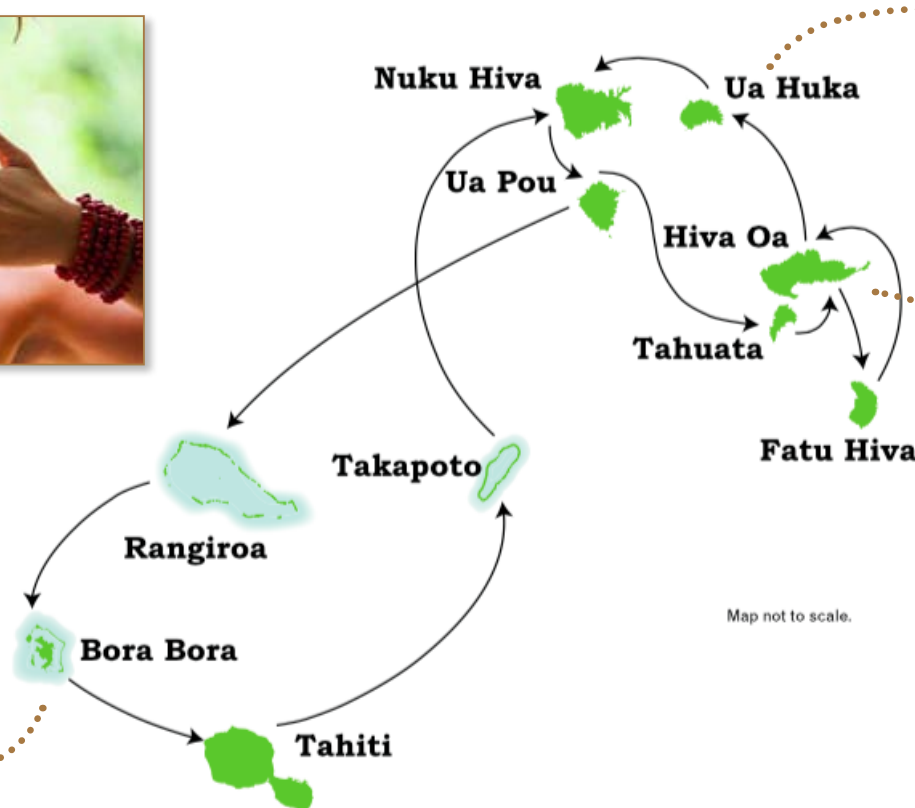 Nuku Hiva
Ua Huka
Ua Pou
Hiva Oa
Tahuata
Fatu Hiva
Takapoto
Rangiroa
Map not to scale.
Bora Bora
Tahiti